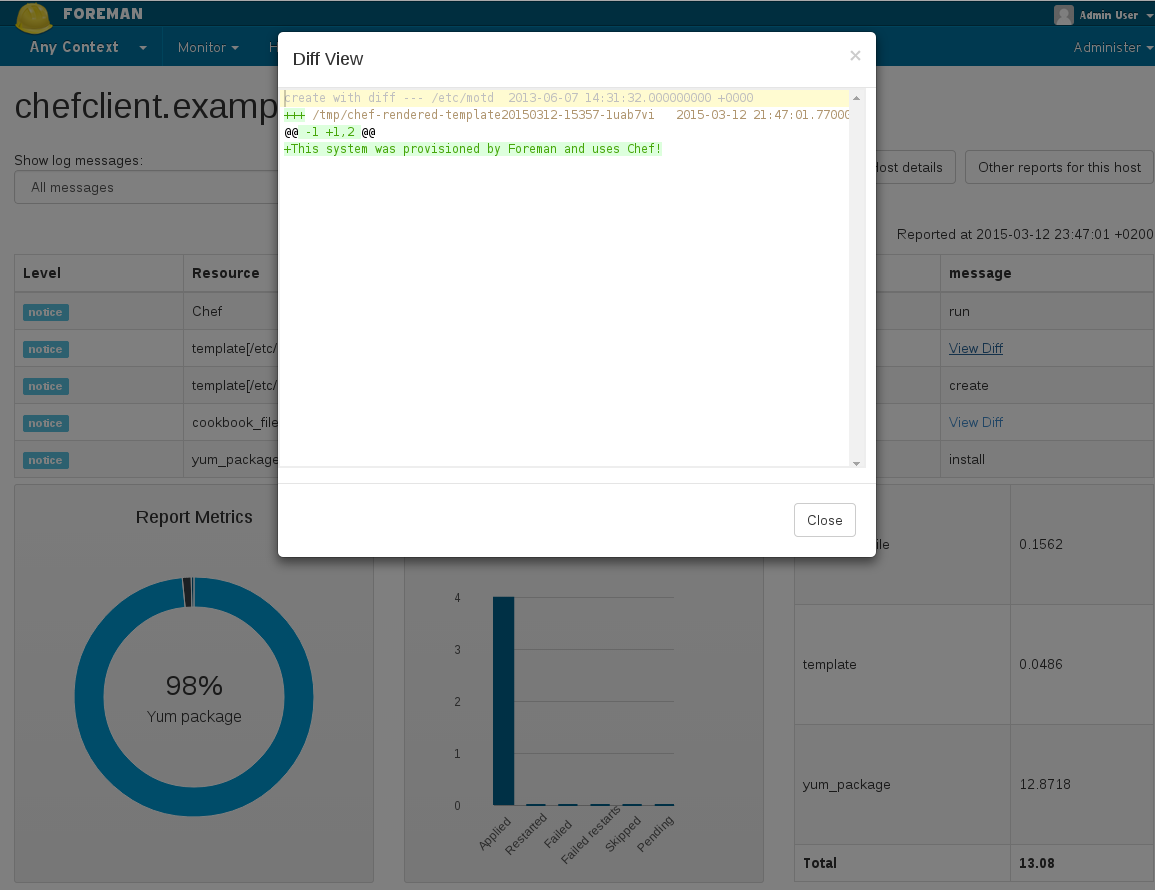 FOREMAN
Admin User
Any Context
Monitor
H
Administer
Diff View
×
chefclient.examp
create with diff --- /etc/motd  2013-06-07 14:31:32.000000000 +0000
+++ /tmp/chef-rendered-template20150312-15357-1uab7vi   2015-03-12 21:47:01.77000
@@ -1 +1,2 @@
+This system was provisioned by Foreman and uses Chef!
Show log messages:
All messages
Host details
Other reports for this host
Reported at 2015-03-12 23:47:01 +0200
Level Resource message
notice Chef run
notice template[/etc/ View Diff
notice template[/etc/ create
notice cookbook_file View Diff
notice yum_package install
Close
Report Metrics
98%
Yum package
4
3
2
1
0
Applied
Restarted
Failed
Failed restarts
Skipped
Pending
ile 0.1562
template 0.0486
yum_package 12.8718
Total 13.08